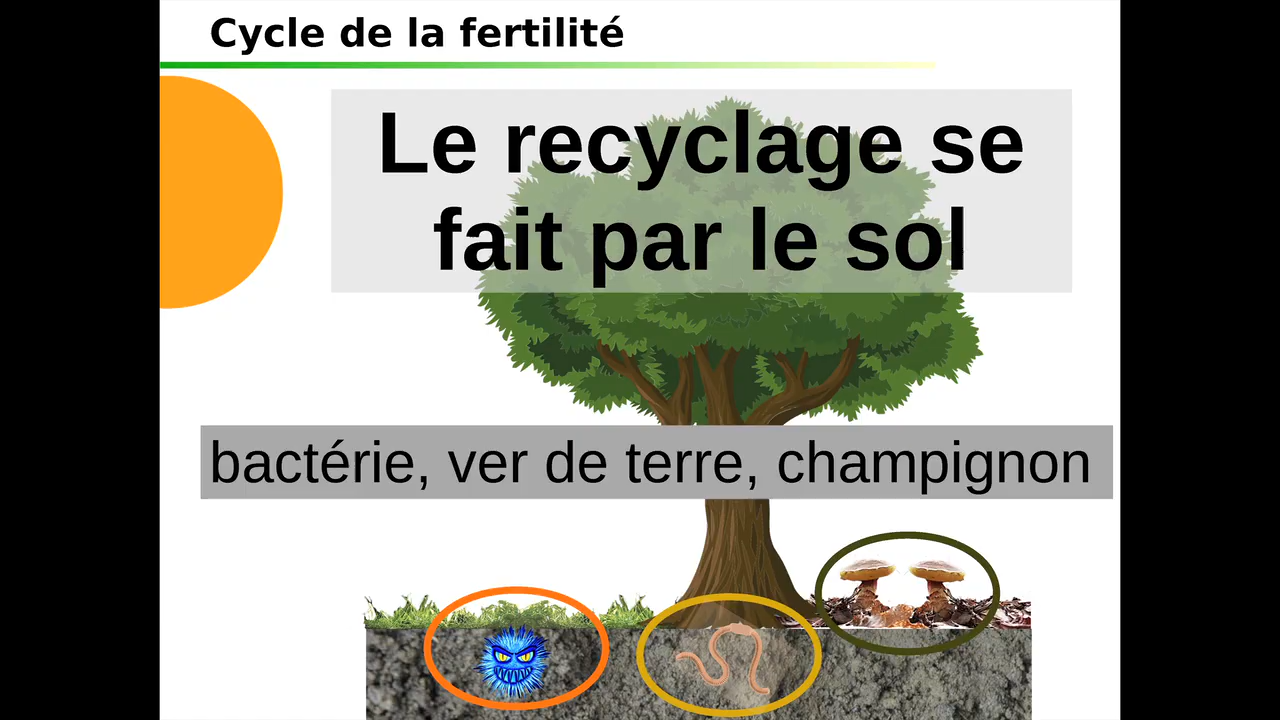 Cycle de la fertilité
Le recyclage se
fait par le sol
bactérie, ver de terre, champignon